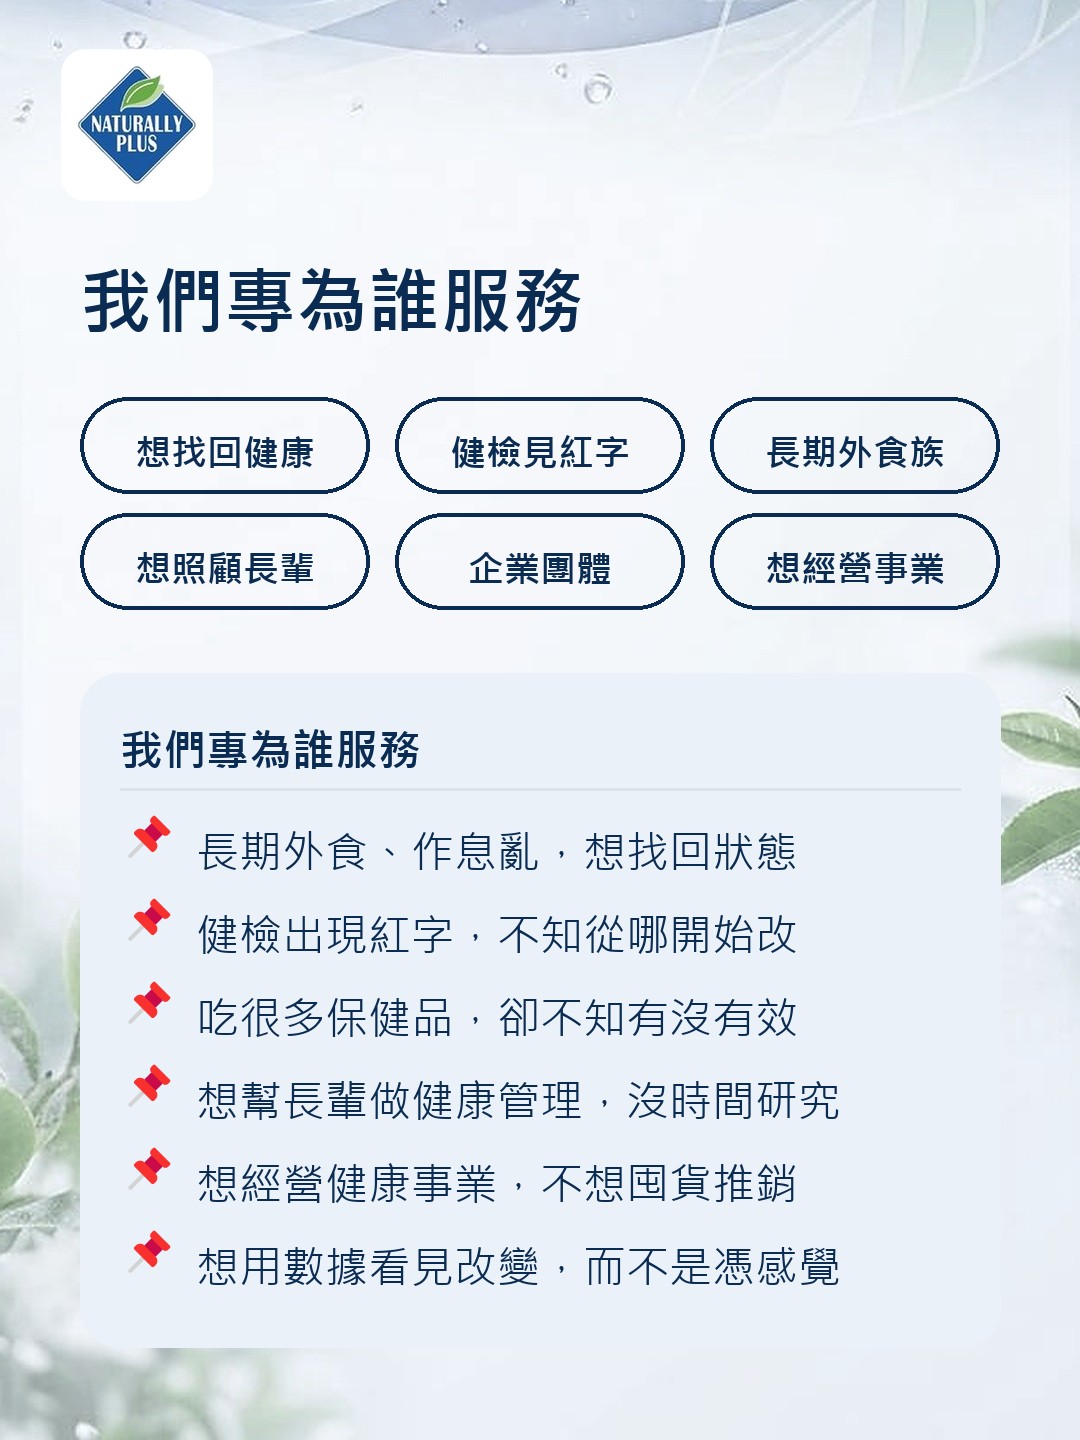 NATURALLY
PLUS
我們專為誰服務
想找回健康
健檢見紅字
長期外食族
想照顧長輩
企業團體
想經營事業
我們專為誰服務
長期外食、作息亂，想找回狀態
健檢出現紅字，不知從哪開始改
吃很多保健品，卻不知有沒有效
想幫長輩做健康管理，沒時間研究
想經營健康事業，不想囤貨推銷
想用數據看見改變，而不是憑感覺